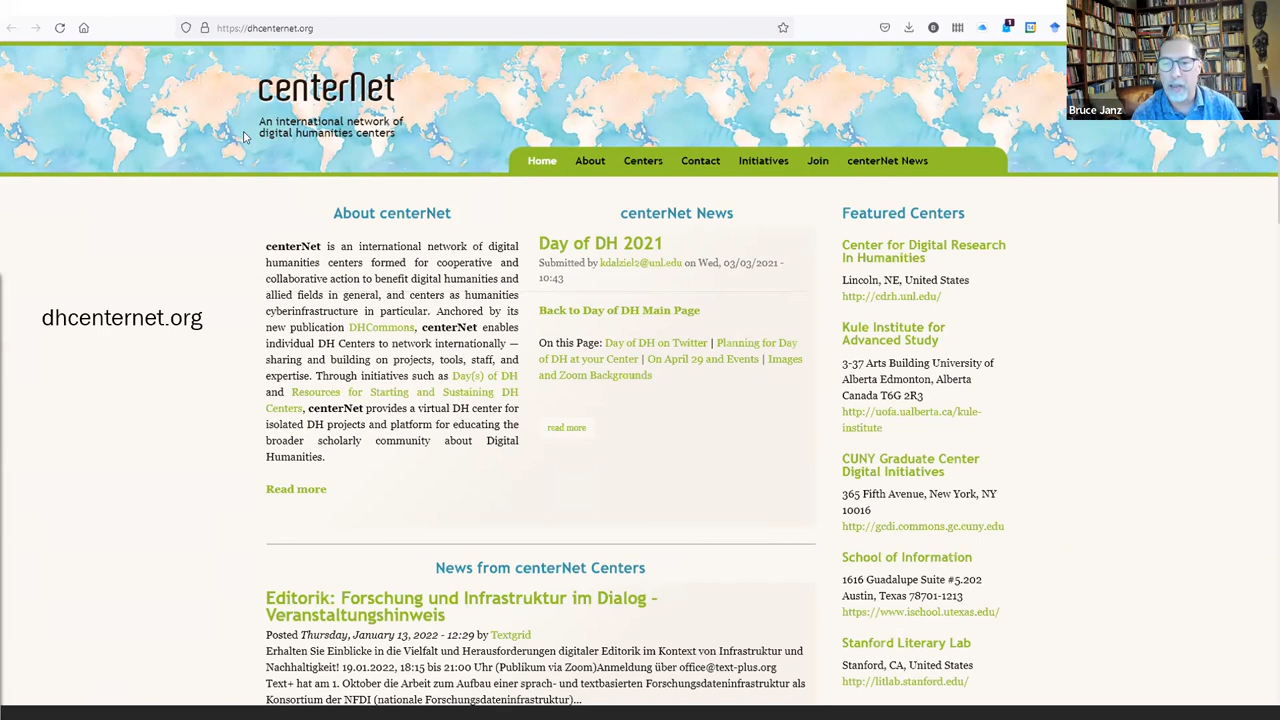 https://dhcenternet.org
Bruce Janz
centerNet
An international network of
digital humanities centers
Home About Centers Contact Initiatives Join centerNet News
About centerNet
centerNet is an international network of digital
humanities centers formed for cooperative and
collaborative action to benefit digital humanities and
allied fields in general, and centers as humanities
cyberinfrastructure in particular. Anchored by its
new publication DHCommons, centerNet enables
individual DH Centers to network internationally —
sharing and building on projects, tools, staff, and
expertise. Through initiatives such as Day(s) of DH
and Resources for Starting and Sustaining DH
Centers, centerNet provides a virtual DH center for
isolated DH projects and platform for educating the
broader scholarly community about Digital
Humanities.
Read more
centerNet News
Day of DH 2021
Submitted by kdalziel2@unl.edu on Wed, 03/03/2021 -
10:43
Back to Day of DH Main Page
On this Page: Day of DH on Twitter | Planning for Day
of DH at your Center | On April 29 and Events | Images
and Zoom Backgrounds
read more
Featured Centers
Center for Digital Research
In Humanities
Lincoln, NE, United States
http://cdrh.unl.edu/
Kule Institute for
Advanced Study
3-37 Arts Building University of
Alberta Edmonton, Alberta
Canada T6G 2R3
http://uofa.ualberta.ca/kule-
institute
CUNY Graduate Center
Digital Initiatives
365 Fifth Avenue, New York, NY
10016
http://gcdi.commons.gc.cuny.edu
School of Information
1616 Guadalupe Suite #5.202
Austin, Texas 78701-1213
https://www.ischool.utexas.edu/
Stanford Literary Lab
Stanford, CA, United States
http://litlab.stanford.edu/
dhcenternet.org
News from centerNet Centers
Editorik: Forschung und Infrastruktur im Dialog –
Veranstaltungshinweis
Posted Thursday, January 13, 2022 - 12:29 by Textgrid
Erhalten Sie Einblicke in die Vielfalt und Herausforderungen digitaler Editorik im Kontext von Infrastruktur und
Nachhaltigkeit! 19.01.2022, 18:15 bis 21:00 Uhr (Publikum via Zoom)Anmeldung über office@text-plus.org
Text+ hat am 1. Oktober die Arbeit zum Aufbau einer sprach- und textbasierten Forschungsdateninfrastruktur als
Konsortium der NFDI (nationale Forschungsdateninfrastruktur)...